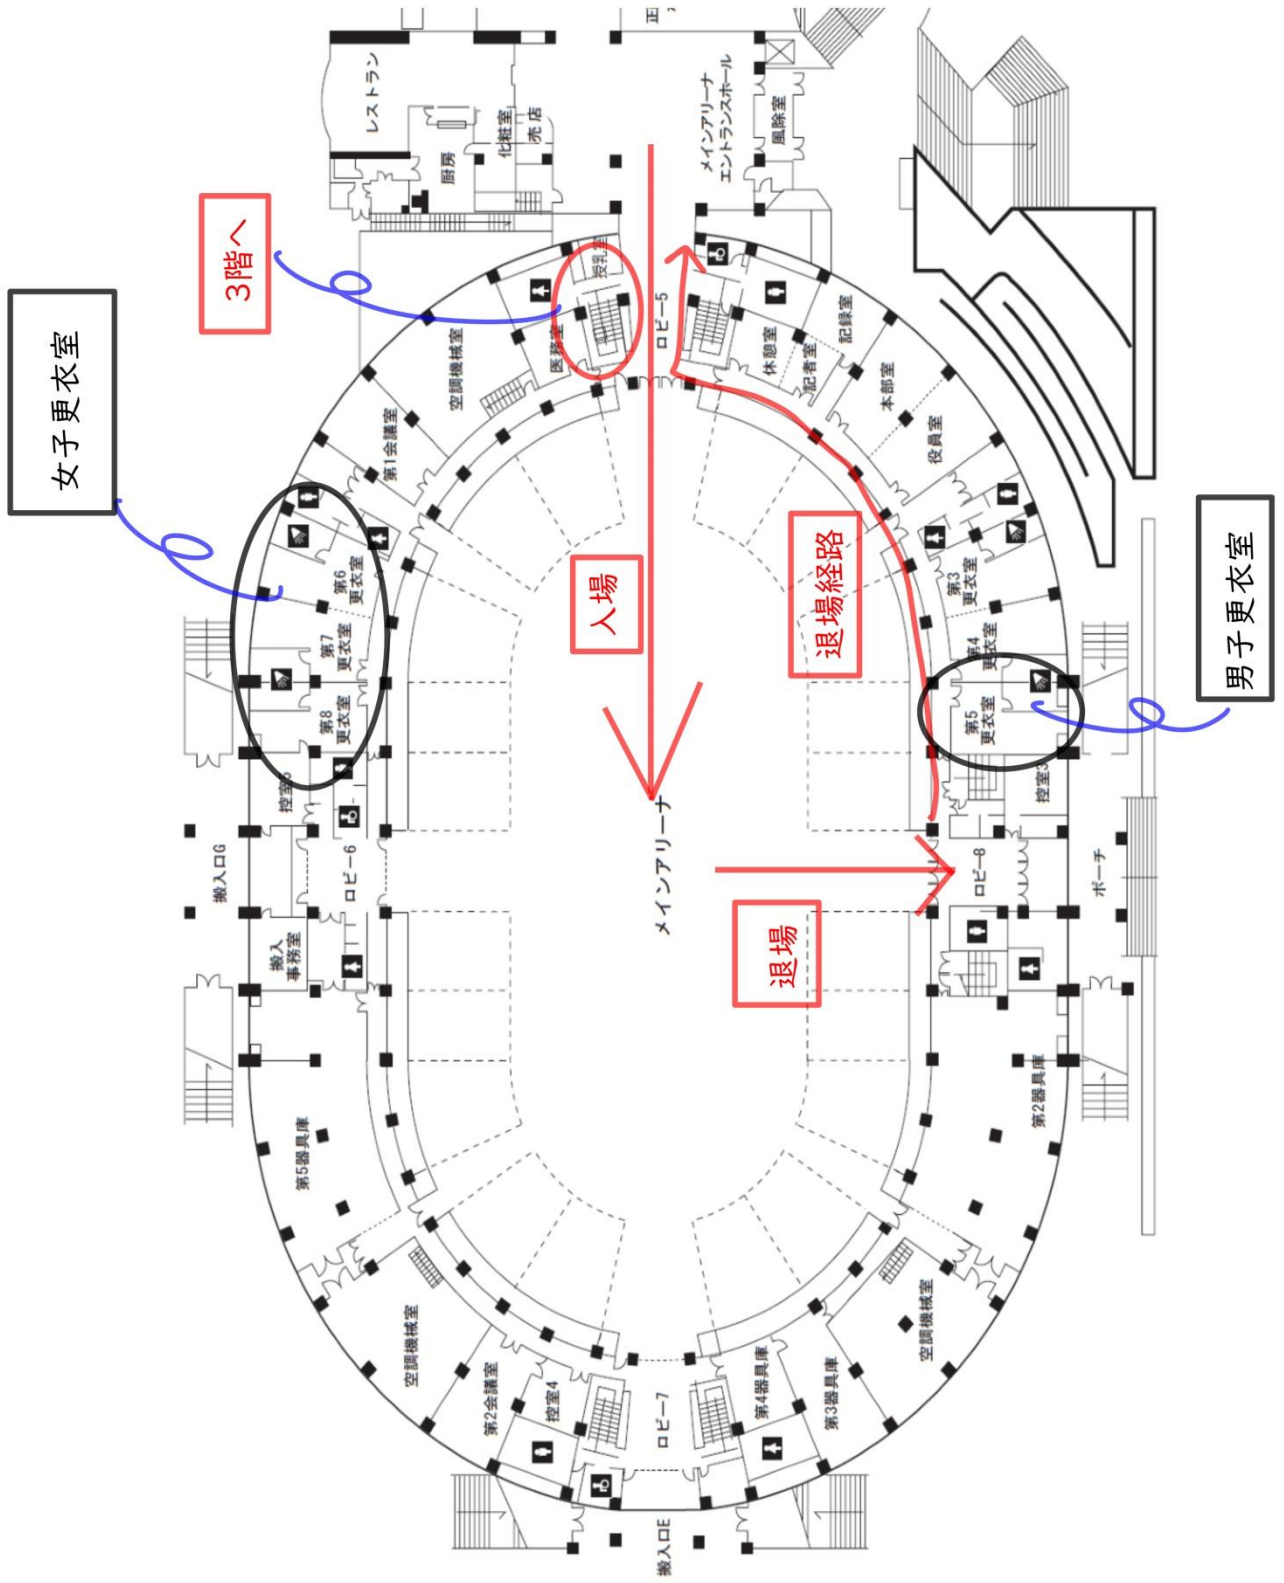 正
レストラン
厨房
化粧室
売店
メインアリーナ
エントランスホール
風除室
3階へ
授乳室
ロビー5
医務室
空調機械室
第1会議室
休憩室
記者室
記録室
本部室
役員室
女子更衣室
第6
更衣室
第7
更衣室
第8
更衣室
入場
退場経路
第3
更衣室
第4
更衣室
第5
更衣室
男子更衣室
控室3
搬入口G
ロビー6
メインアリーナ
ロビー8
ポーチ
搬入
事務室
退場
第5器具庫
第2器具庫
空調機械室
第2会議室
控室4
ロビー7
第4器具庫
第3器具庫
空調機械室
搬入口E